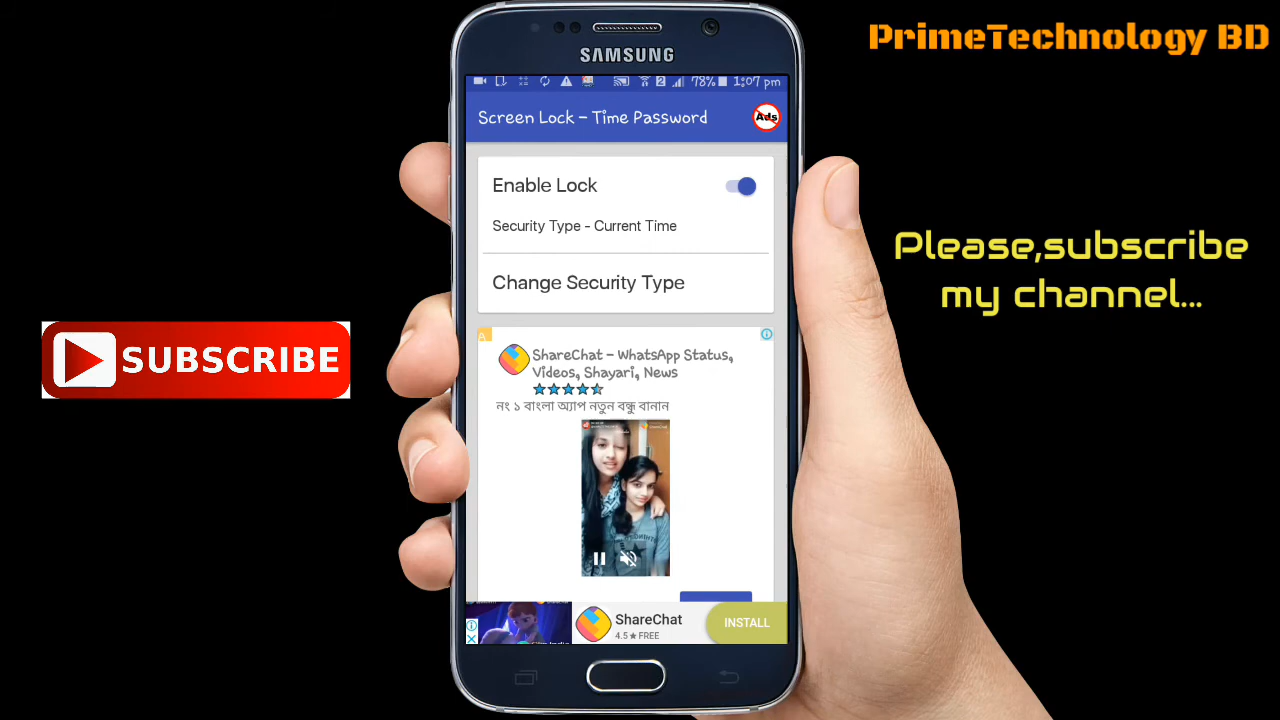 PrimeTechnology BD
SAMSUNG
2 78% 1:07 pm
Screen Lock - Time Password
Ads
Enable Lock
Security Type - Current Time
Change Security Type
ShareChat - WhatsApp Status,
Videos, Shayari, News
নং ১ বাংলা অ্যাপ নতুন বন্ধু বানান
ShareChat
4.5★ FREE
INSTALL
SUBSCRIBE
Please,subscribe
my channel...